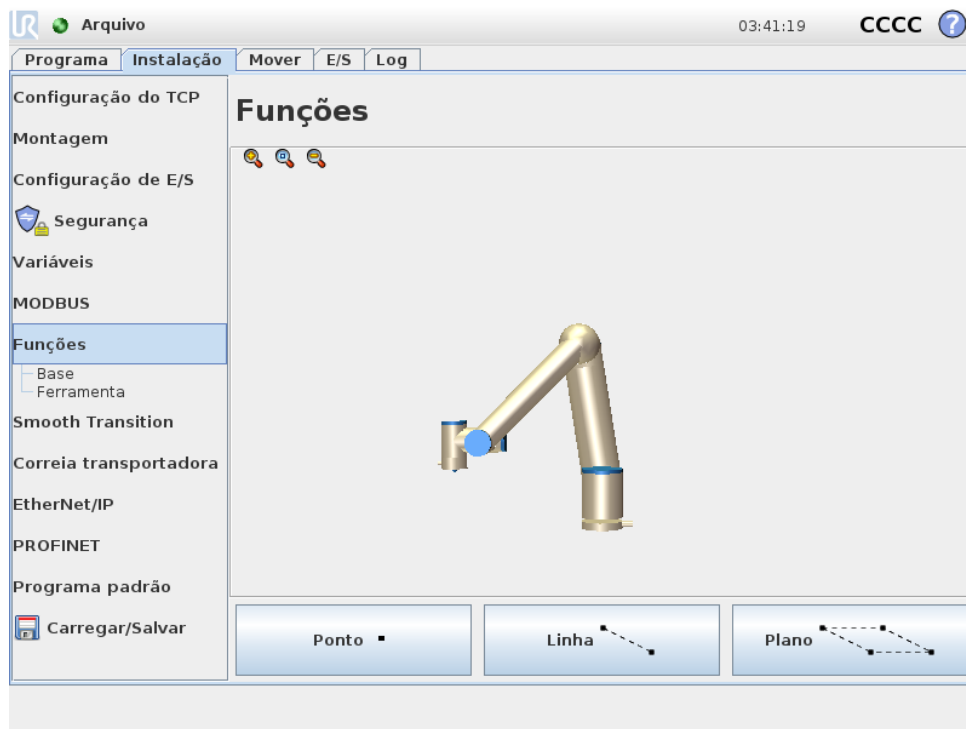 UR Arquivo 03:41:19 CCCC ?
Programa Instalação Mover E/S Log
Configuração do TCP
Montagem
Configuração de E/S
Segurança
Variáveis
MODBUS
Funções
Base
Ferramenta
Smooth Transition
Correia transportadora
EtherNet/IP
PROFINET
Programa padrão
Carregar/Salvar
Funções
Ponto
Linha
Plano